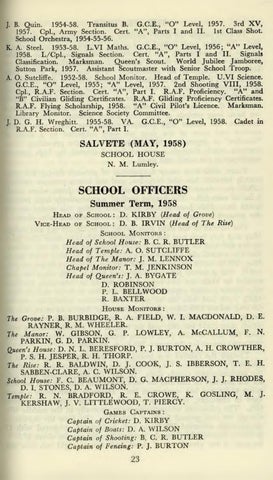 J. B. Quin. 1954-58. Transitus B. G.C.E., "O" Level, 1957. 3rd XV,
1957. Cpl., Army Section. Cert. "A", Parts I and II. 1st Class Shot.
School Orchestra, 1954-55-56.
K. A. Steel. 1953-58. L.VI Maths. G.C.E., "O" Level, 1956; "A" Level,
1958. L/Cpl., Signals Section. Cert. "A", Parts I and II. Signals
Classification. Marksman. Queen's Scout. World Jubilee Jamboree,
Sutton Park, 1957. Assistant Scoutmaster with Senior School Troop.
A. O. Sutcliffe. 1952-58. School Monitor. Head of Temple. U.VI Science.
G.C.E., "O" Level, 1955; "A" Level, 1957. 2nd Shooting VIII, 1958.
Cpl., R.A.F. Section. Cert. "A", Part I. R.A.F. Proficiency. "A" and
"B" Civilian Gliding Certificates. R.A.F. Gliding Proficiency Certificates.
R.A.F. Flying Scholarship, 1958. "A" Civil Pilot's Licence. Marksman.
Library Monitor. Science Society Committee.
J. D. G. H. Wreghitt. 1955-58. VA. G.C.E., "O" Level, 1958. Cadet in
R.A.F. Section. Cert. "A", Part I.
SALVETE (MAY, 1958)
SCHOOL HOUSE
N. M. Lumley.
SCHOOL OFFICERS
Summer Term, 1958
HEAD OF SCHOOL: D. KIRBY (Head of Grove)
VICE-HEAD OF SCHOOL: D. B. IRVIN (Head of The Rise)
SCHOOL MONITORS:
Head of School House: B. C. R. BUTLER
Head of Temple: A. O. SUTCLIFFE
Head of The Manor: J. M. LENNOX
Chapel Monitor: T. M. JENKINSON
Head of Queen's: J. A. BYGATE
D. ROBINSON
P. L. BELLWOOD
R. BAXTER
HOUSE MONITORS:
The Grove: P. B. BURBIDGE, R. A. FIELD, W. I. MACDONALD, D. E.
RAYNER, R. M. WHEELER.
The Manor: W. GIBSON, G. P. LOWLEY, A. McCALLUM, F. N.
PARKIN, G. D. PARKIN.
Queen's House: D. N. L. BERESFORD, P. J. BURTON, A. H. CROWTHER,
P. S. H. JESPER, R. H. THORP.
The Rise: R. R. BALDWIN, D. J. COOK, J. S. IBBERSON, T. E. H.
SABBEN-CLARE, A. C. WILSON.
School House: F. C. BEAUMONT, D. G. MACPHERSON, J. J. RHODES,
D. I. STONES, D. A. WILSON.
Temple: R. N. BRADFORD, R. E. CROWE, K. GOSLING, M. J.
KERSHAW, J. V. LITTLEWOOD, T. PIERCY.
GAMES CAPTAINS:
Captain of Cricket: D. KIRBY
Captain of Boats: D. A. WILSON
Captain of Shooting: B. C. R. BUTLER
Captain of Fencing: P. J. BURTON
23